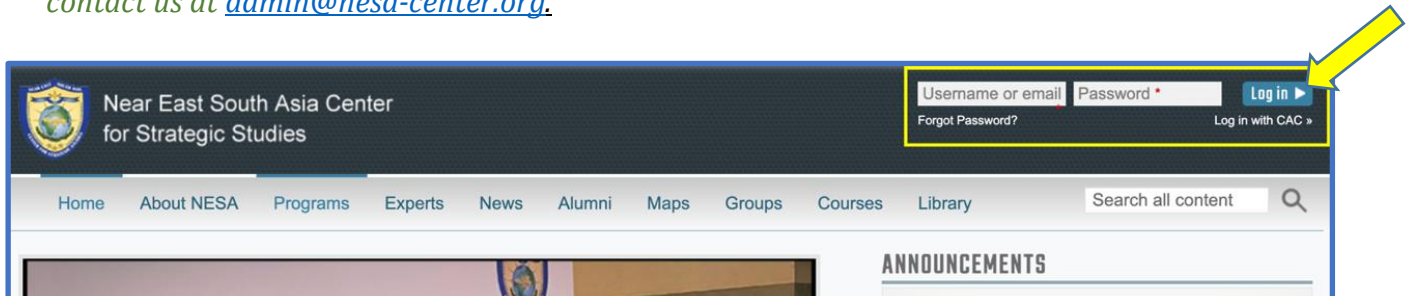 contact us at admin@nesa-center.org.
Near East South Asia Center
for Strategic Studies
Username or email * Password * Log in ▶
Forgot Password? Log in with CAC »
Home About NESA Programs Experts News Alumni Maps Groups Courses Library Search all content
ANNOUNCEMENTS